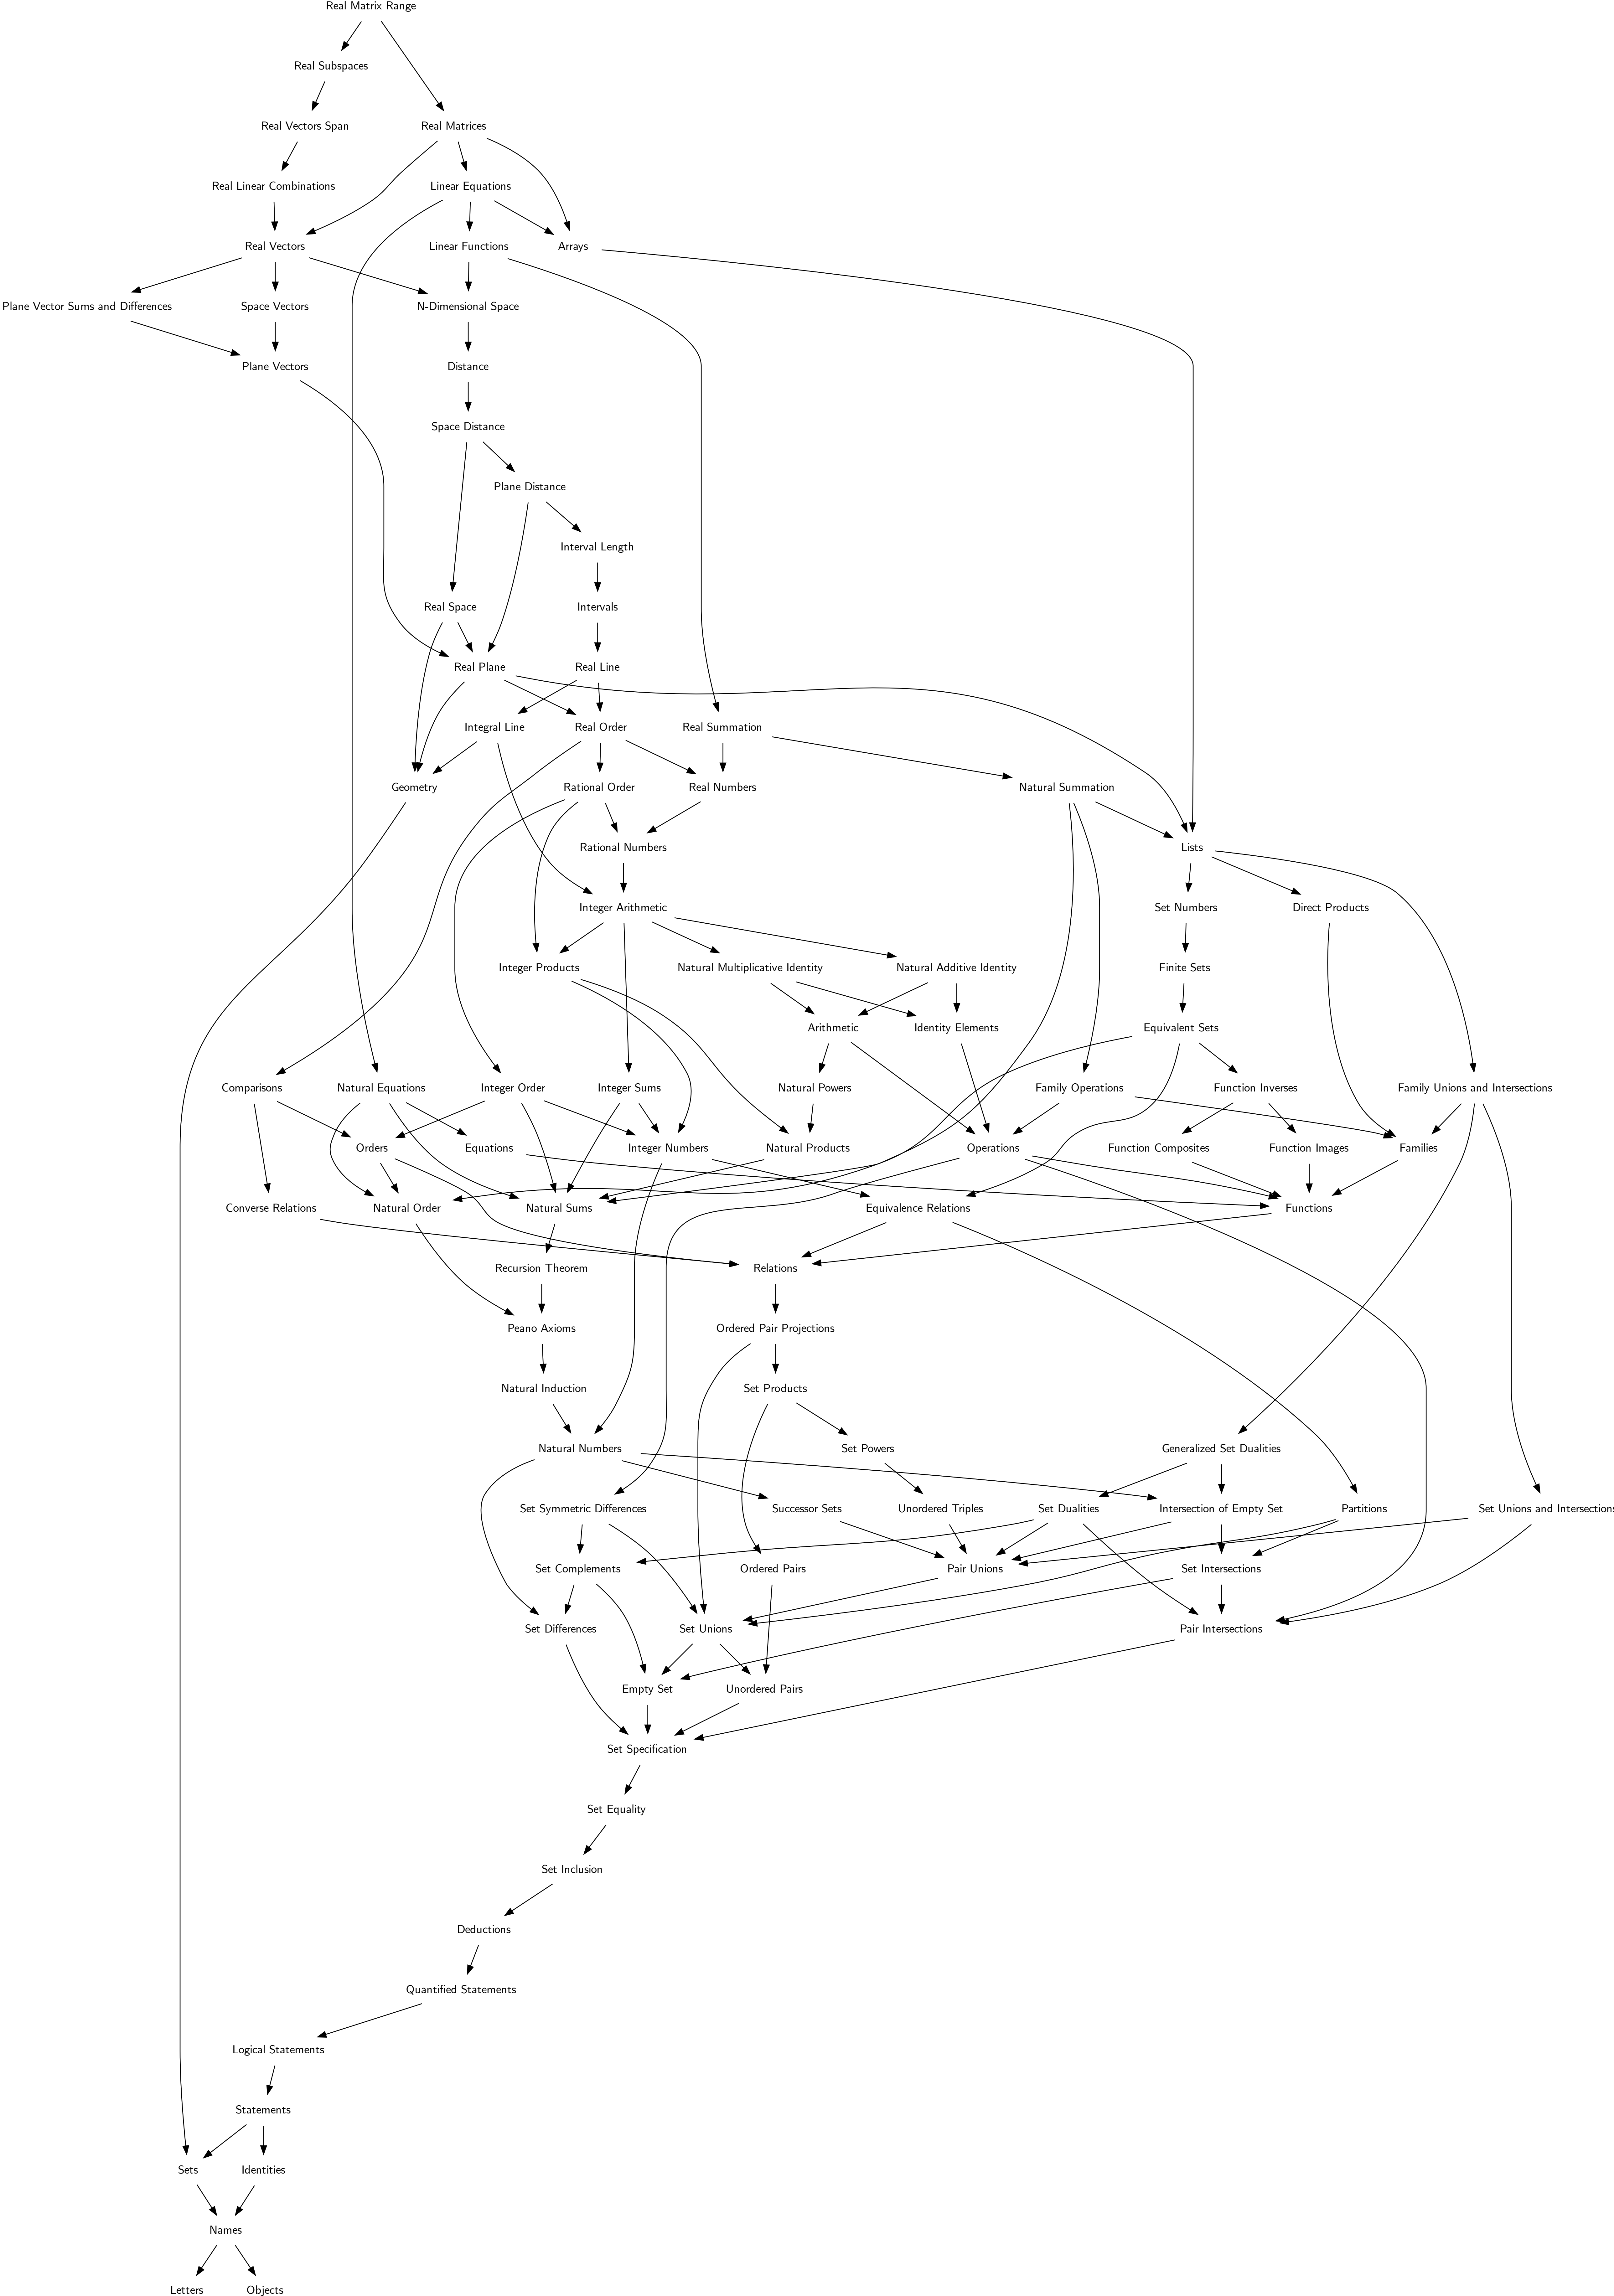 Real Matrix Range
Real Subspaces
Real Vectors Span
Real Matrices
Real Linear Combinations
Linear Equations
Real Vectors
Linear Functions
Arrays
Plane Vector Sums and Differences
Space Vectors
N-Dimensional Space
Plane Vectors
Distance
Space Distance
Plane Distance
Interval Length
Real Space
Intervals
Real Plane
Real Line
Integral Line
Real Order
Real Summation
Geometry
Rational Order
Real Numbers
Natural Summation
Rational Numbers
Lists
Integer Arithmetic
Set Numbers
Direct Products
Integer Products
Natural Multiplicative Identity
Natural Additive Identity
Finite Sets
Arithmetic
Identity Elements
Equivalent Sets
Comparisons
Natural Equations
Integer Order
Integer Sums
Natural Powers
Family Operations
Function Inverses
Family Unions and Intersections
Orders
Equations
Integer Numbers
Natural Products
Operations
Function Composites
Function Images
Families
Converse Relations
Natural Order
Natural Sums
Equivalence Relations
Functions
Recursion Theorem
Relations
Peano Axioms
Ordered Pair Projections
Natural Induction
Set Products
Natural Numbers
Set Powers
Generalized Set Dualities
Set Symmetric Differences
Successor Sets
Unordered Triples
Set Dualities
Intersection of Empty Set
Partitions
Set Unions and Intersections
Set Complements
Ordered Pairs
Pair Unions
Set Intersections
Set Differences
Set Unions
Pair Intersections
Empty Set
Unordered Pairs
Set Specification
Set Equality
Set Inclusion
Deductions
Quantified Statements
Logical Statements
Statements
Sets
Identities
Names
Letters
Objects